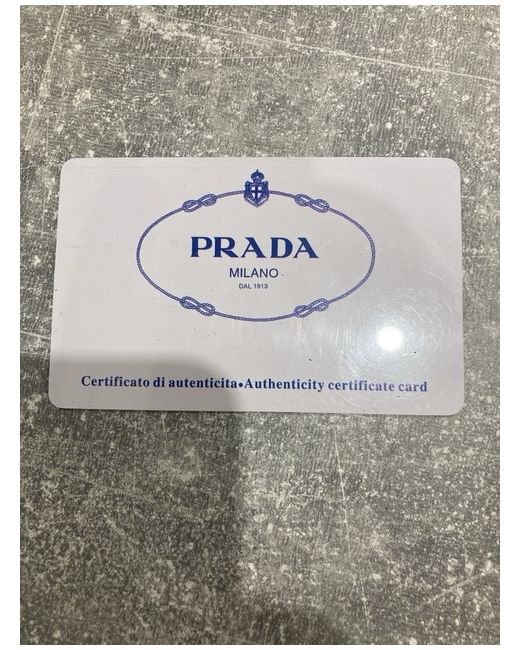 PRADA
MILANO
DAL 1913
Certificato di autenticita•Authenticity certificate card